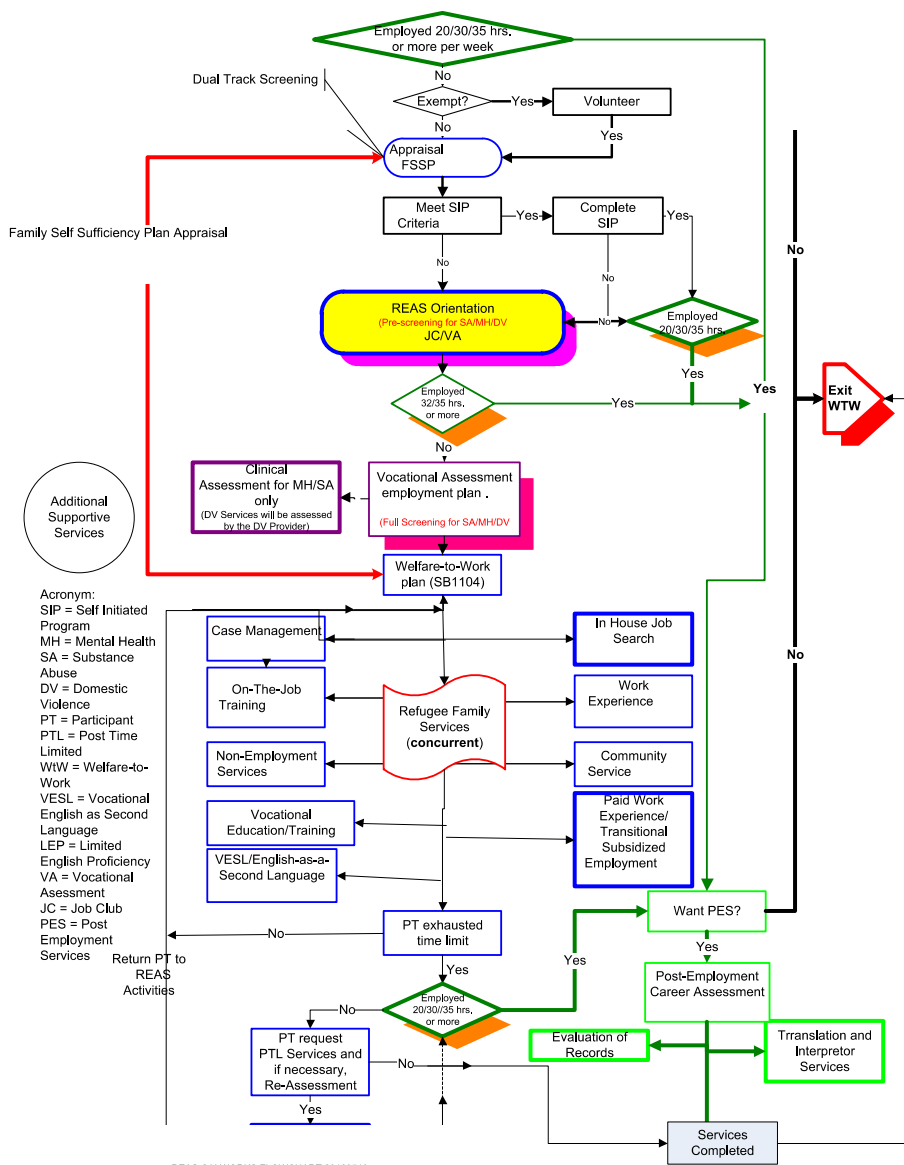 Employed 20/30/35 hrs.
or more per week
No
Dual Track Screening
Exempt?
Yes
Volunteer
No
Yes
Appraisal
FSSP
Meet SIP
Criteria
Yes
Complete
SIP
Yes
Family Self Sufficiency Plan Appraisal
No
No
No
REAS Orientation
(Pre-screening for SA/MH/DV
JC/VA
No
Employed
20/30/35 hrs.
Yes
Employed
32/35 hrs.
or more
Yes
Yes
Exit
WTW
No
Clinical
Assessment for MH/SA
only
(DV Services will be assessed
by the DV Provider)
Vocational Assessment
employment plan .
(Full Screening for SA/MH/DV
Additional
Supportive
Services
Welfare-to-Work
plan (SB1104)
Acronym:
SIP = Self Initiated
Program
MH = Mental Health
SA = Substance
Abuse
DV = Domestic
Violence
PT = Participant
PTL = Post Time
Limited
WtW = Welfare-to-
Work
VESL = Vocational
English as Second
Language
LEP = Limited
English Proficiency
VA = Vocational
Asessment
JC = Job Club
PES = Post
Employment
Services
Case Management
In House Job
Search
No
On-The-Job
Training
Work
Experience
Refugee Family
Services
(concurrent)
Non-Employment
Services
Community
Service
Vocational
Education/Training
Paid Work
Experience/
Transitional
Subsidized
Employment
VESL/English-as-a-
Second Language
PT exhausted
time limit
No
Return PT to
REAS
Activities
Yes
Want PES?
Yes
Yes
Employed
20/30//35 hrs.
or more
No
Post-Employment
Career Assessment
PT request
PTL Services and
if necessary,
Re-Assessment
No
Yes
Evaluation of
Records
Ttranslation and
Interpretor
Services
Services
Completed